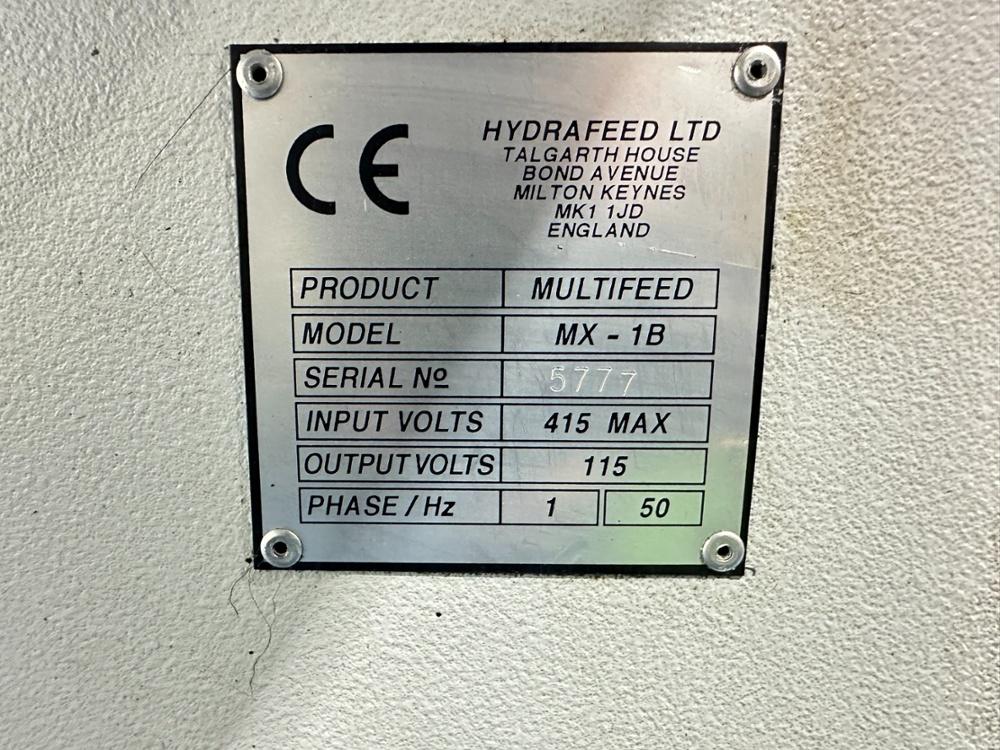 CE
HYDRAFEED LTD
TALGARTH HOUSE
BOND AVENUE
MILTON KEYNES
MK1 1JD
ENGLAND
PRODUCT MULTIFEED
MODEL MX - 1B
SERIAL Nº 5777
INPUT VOLTS 415 MAX
OUTPUT VOLTS 115
PHASE / Hz 1 50